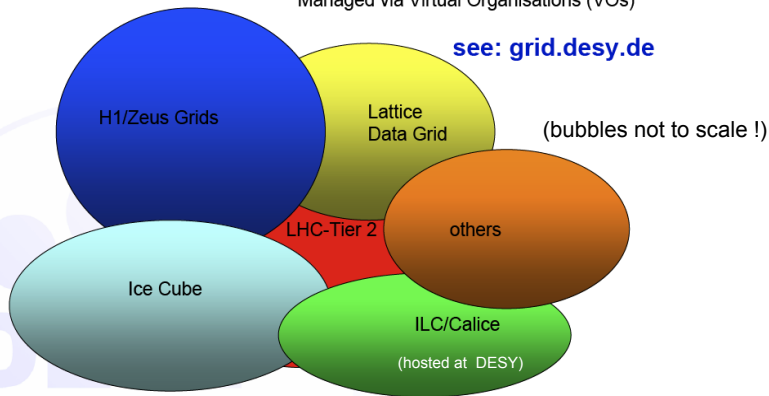 Managed via Virtual Organisations (VOs)
see: grid.desy.de
H1/Zeus Grids
Lattice
Data Grid
(bubbles not to scale !)
LHC-Tier 2
others
Ice Cube
ILC/Calice
(hosted at DESY)